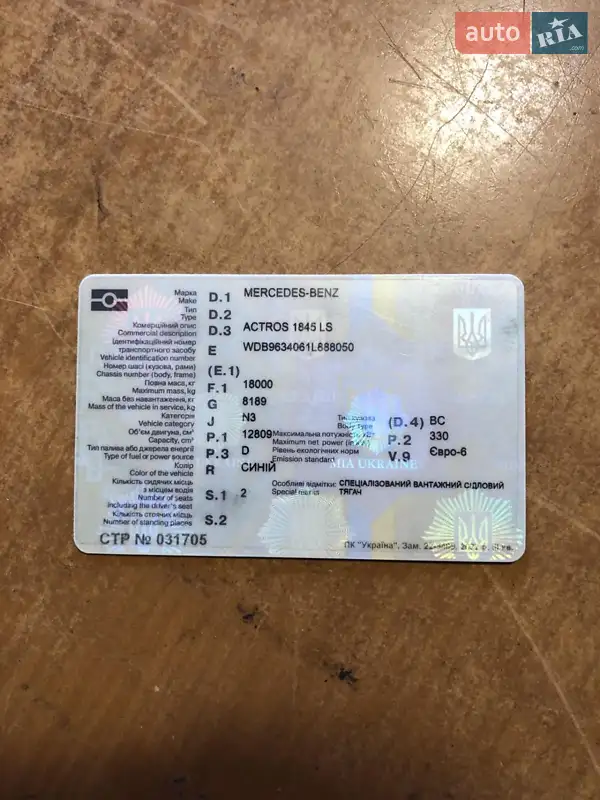 auto RIA .com
Марка D.1 MERCEDES-BENZ
Make
Тип D.2
Type
Комерційний опис D.3 ACTROS 1845 LS
Commercial description
Ідентифікаційний номер
транспортного засобу E WDB9634061L888050
Vehicle identification number
Номер шасі (кузова, рами) (E.1)
Chassis number (body, frame)
Повна маса, кг F.1 18000
Maximum mass, kg
Маса без навантаження, кг G 8189
Mass of the vehicle in service, kg
Категорія J N3 Тип кузова (D.4) BC
Vehicle category Body type
Об'єм двигуна, см³ P.1 12809 Максимальна потужність P.2 330
Capacity, cm³ Maximum net power
Тип палива або джерела енергії P.3 D Рівень екологічних норм V.9 Євро-6
Type of fuel or power source Emission standart
MIA UKRAINE
Колір R СИНІЙ
Color of the vehicle
Кількість сидячих місць Особливі відмітки: СПЕЦІАЛІЗОВАНИЙ ВАНТАЖНИЙ СІДЛОВИЙ
з місцем водія S.1 2 Special marks ТЯГАЧ
Number of seats
including the driver's seat
Кількість стоячих місць S.2
Number of standing places
СТР № 031705 ПК "Україна". Зам.